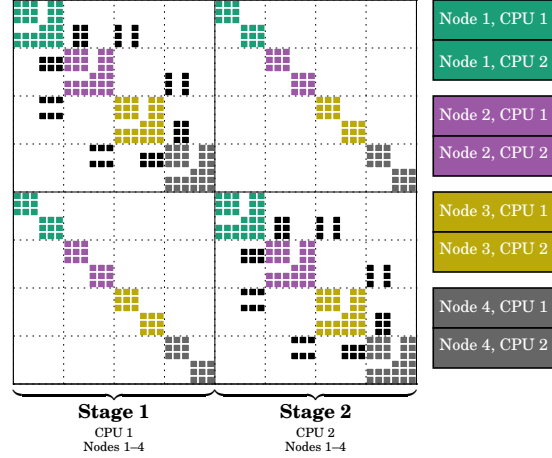 Node 1, CPU 1
Node 1, CPU 2
Node 2, CPU 1
Node 2, CPU 2
Node 3, CPU 1
Node 3, CPU 2
Node 4, CPU 1
Node 4, CPU 2
Stage 1
CPU 1
Nodes 1–4
Stage 2
CPU 2
Nodes 1–4